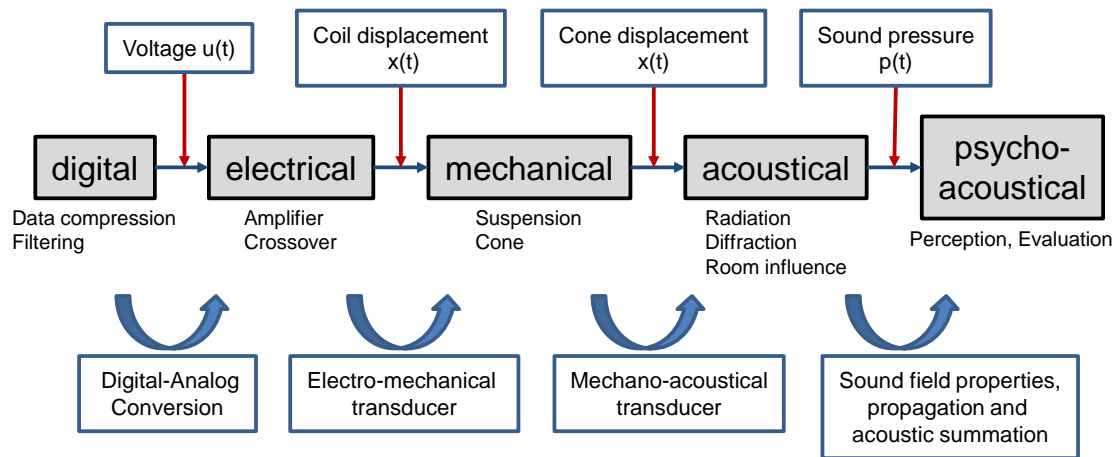 Voltage u(t)
Coil displacement
x(t)
Cone displacement
x(t)
Sound pressure
p(t)
digital
electrical
mechanical
acoustical
psycho-
acoustical
Data compression
Filtering
Amplifier
Crossover
Suspension
Cone
Radiation
Diffraction
Room influence
Perception, Evaluation
Digital-Analog
Conversion
Electro-mechanical
transducer
Mechano-acoustical
transducer
Sound field properties,
propagation and
acoustic summation